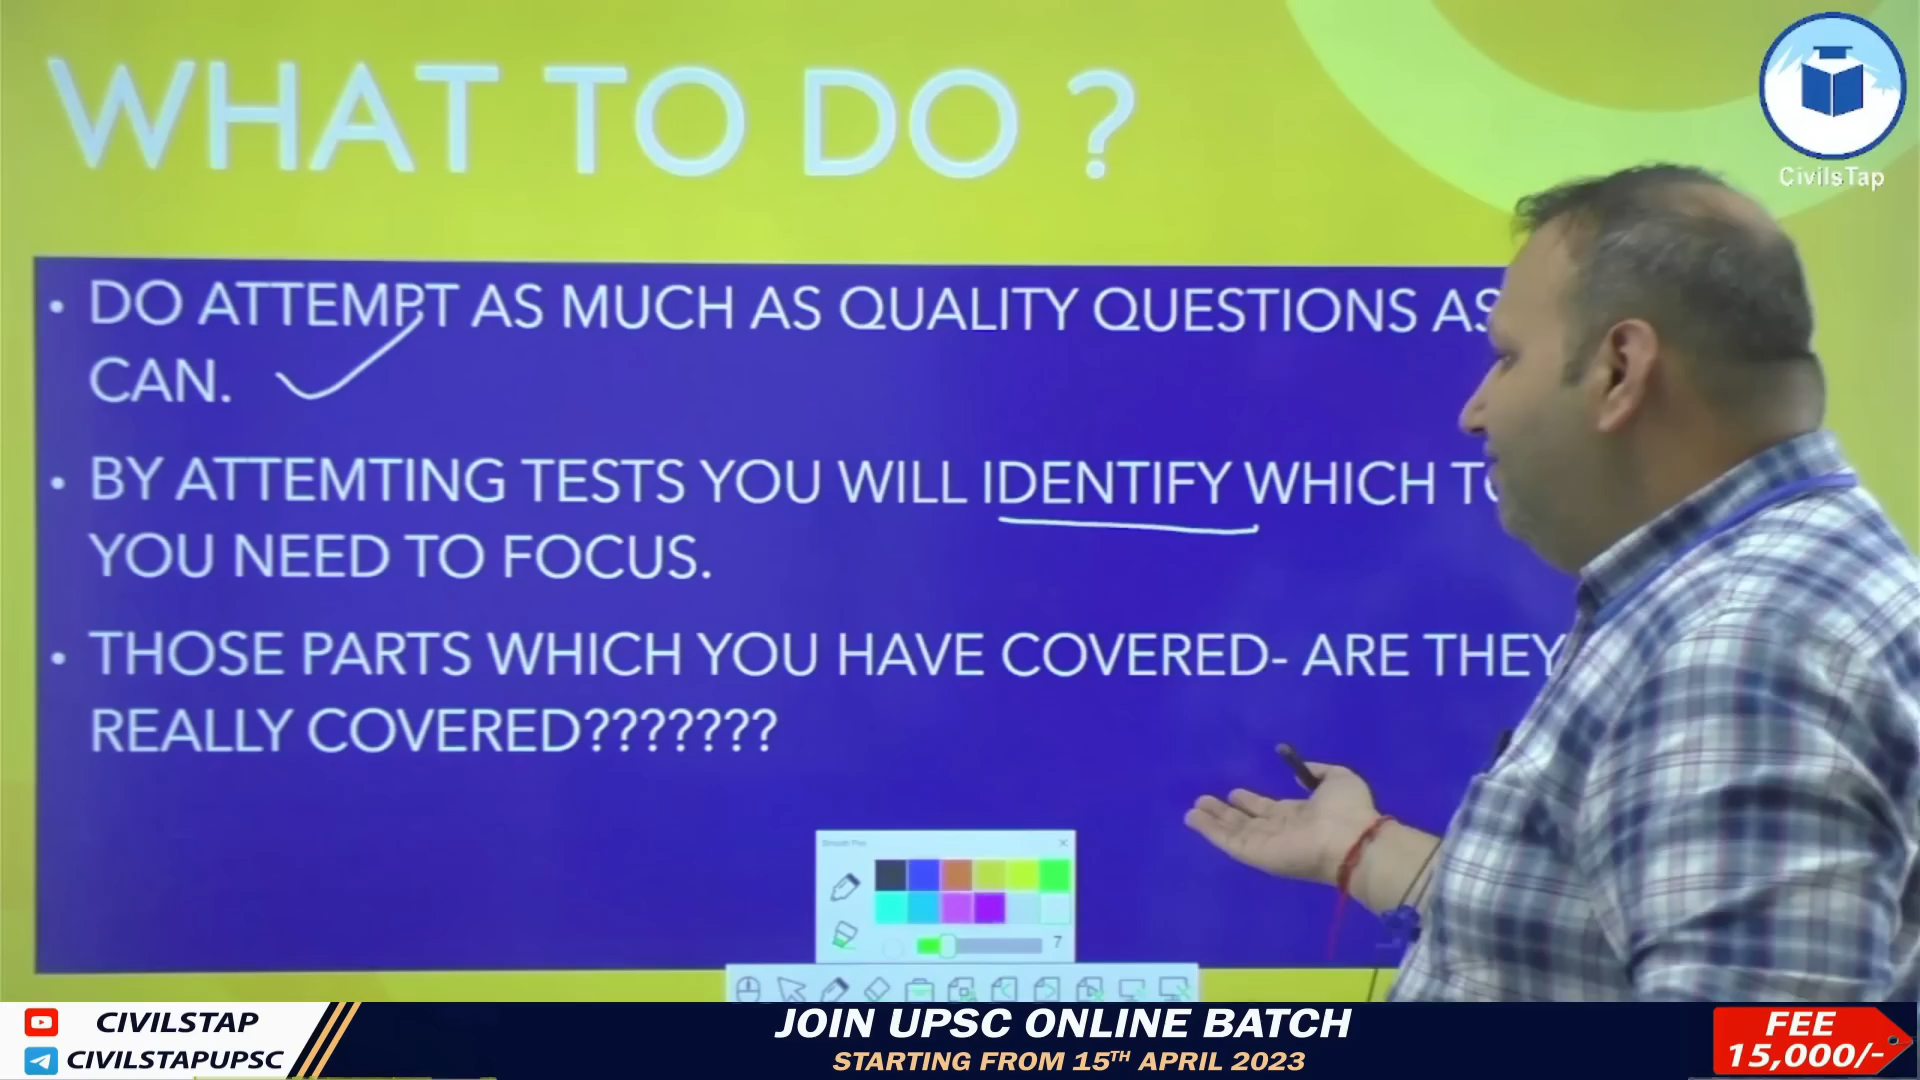 WHAT TO DO ?
CivilsTap
• DO ATTEMPT AS MUCH AS QUALITY QUESTIONS AS
CAN.
• BY ATTEMTING TESTS YOU WILL IDENTIFY WHICH
YOU NEED TO FOCUS.
• THOSE PARTS WHICH YOU HAVE COVERED- ARE THEY
REALLY COVERED???????
7
CIVILSTAP
CIVILSTAPUPSC
JOIN UPSC ONLINE BATCH
STARTING FROM 15TH APRIL 2023
FEE
15,000/-